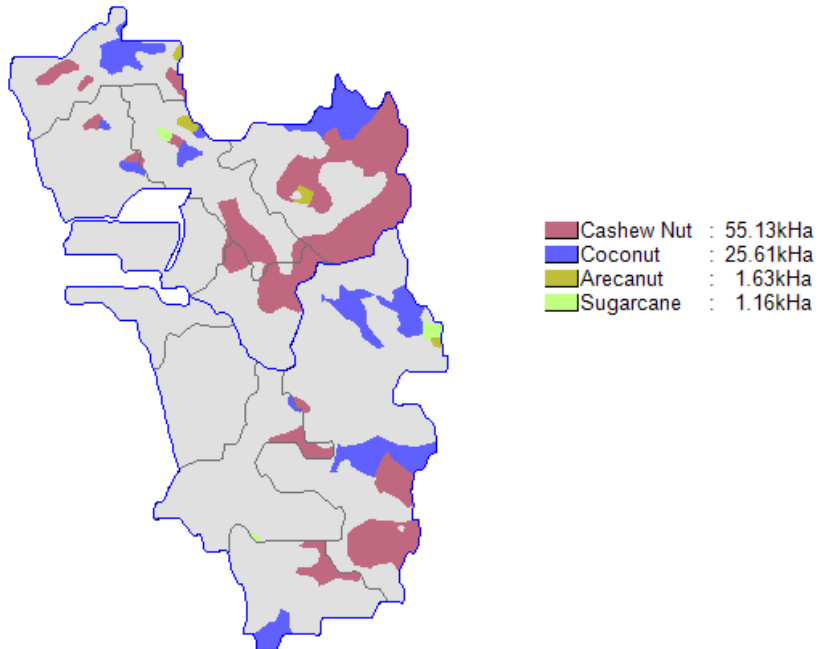 Cashew Nut : 55.13kHa
Coconut : 25.61kHa
Arecanut : 1.63kHa
Sugarcane : 1.16kHa